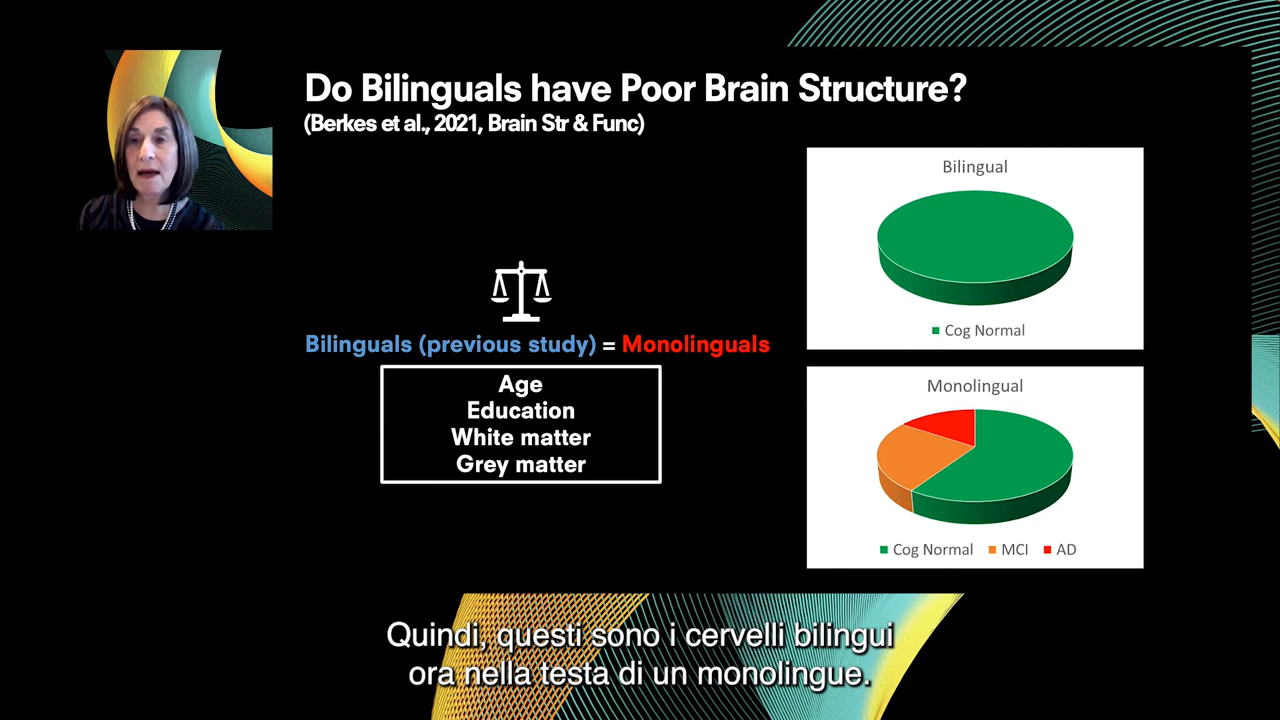 Do Bilinguals have Poor Brain Structure?
(Berkes et al., 2021, Brain Str & Func)
Bilinguals (previous study) = Monolinguals
Age
Education
White matter
Grey matter
Bilingual
Cog Normal
Monolingual
Cog Normal MCI AD
Quindi, questi sono i cervelli bilingui
ora nella testa di un monolingue.